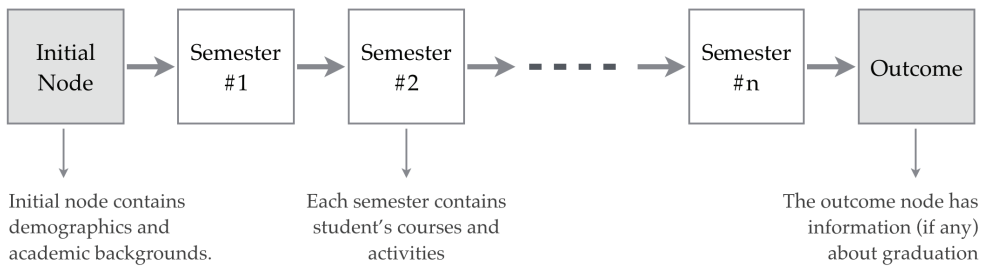 Initial
Node
Semester
#1
Semester
#2
Semester
#n
Outcome
Initial node contains
demographics and
academic backgrounds.
Each semester contains
student's courses and
activities
The outcome node has
information (if any)
about graduation